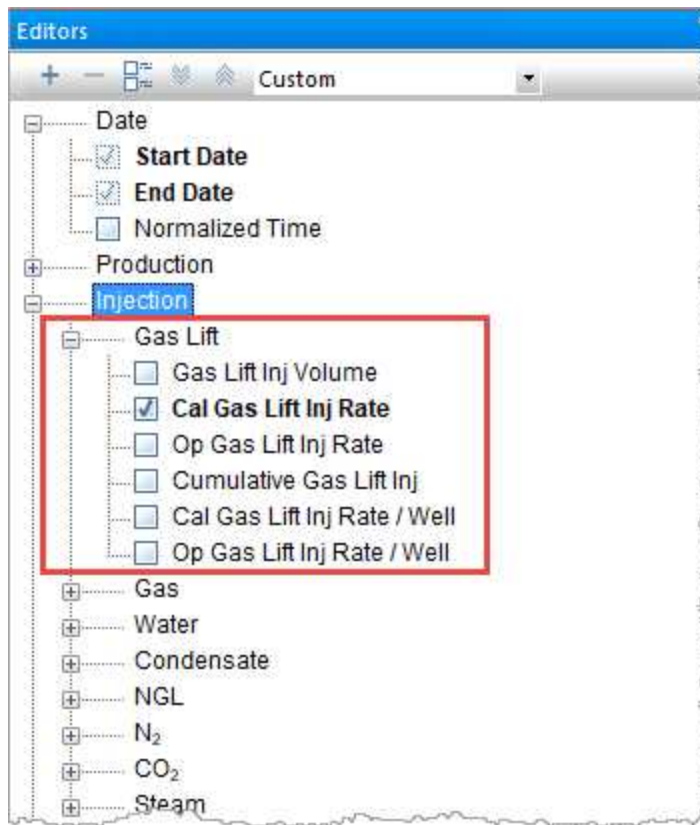 Editors
Custom
Date
Start Date
End Date
Normalized Time
Production
Injection
Gas Lift
Gas Lift Inj Volume
Cal Gas Lift Inj Rate
Op Gas Lift Inj Rate
Cumulative Gas Lift Inj
Cal Gas Lift Inj Rate / Well
Op Gas Lift Inj Rate / Well
Gas
Water
Condensate
NGL
N₂
CO₂
Steam